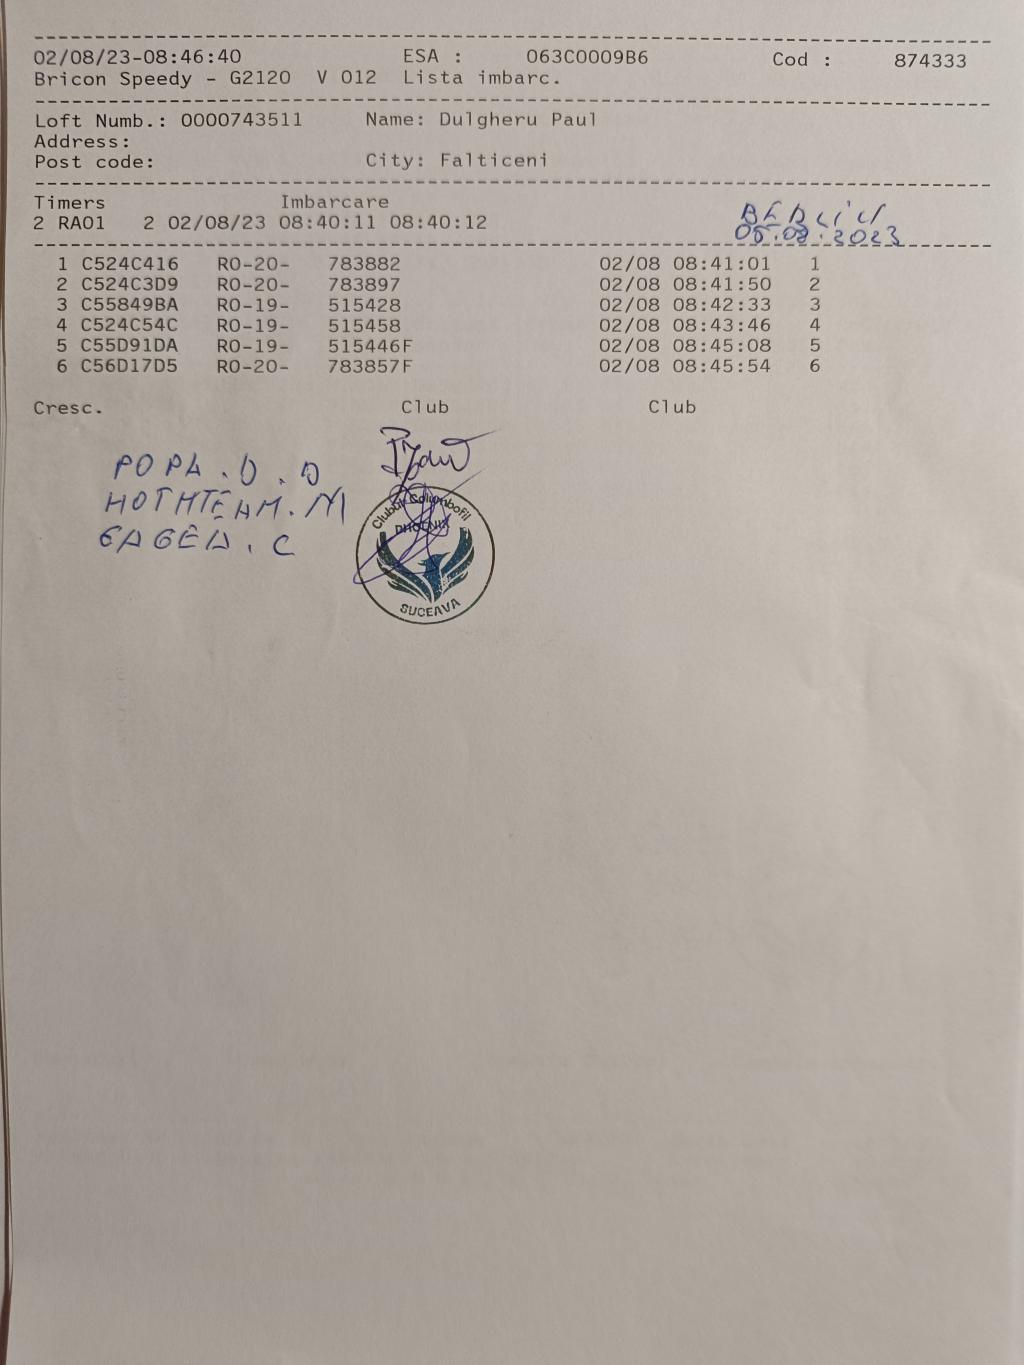 02/08/23-08:46:40 ESA : 063C0009B6 Cod : 874333
Bricon Speedy - G2120 V 012 Lista imbarc.
Loft Numb.: 0000743511 Name: Dulgheru Paul
Address:
Post code: City: Falticeni
Timers Imbarcare
2 RA01 2 02/08/23 08:40:11 08:40:12
05.08.2023
1 C524C416 RO-20- 783882 02/08 08:41:01 1
2 C524C3D9 RO-20- 783897 02/08 08:41:50 2
3 C55849BA RO-19- 515428 02/08 08:42:33 3
4 C524C54C RO-19- 515458 02/08 08:43:46 4
5 C55D91DA RO-19- 515446F 02/08 08:45:08 5
6 C56D17D5 RO-20- 783857F 02/08 08:45:54 6
Cresc. Club Club
POPA . D . D
GAGEA . C
Clubul Columbofil
PHOENIX
SUCEAVA